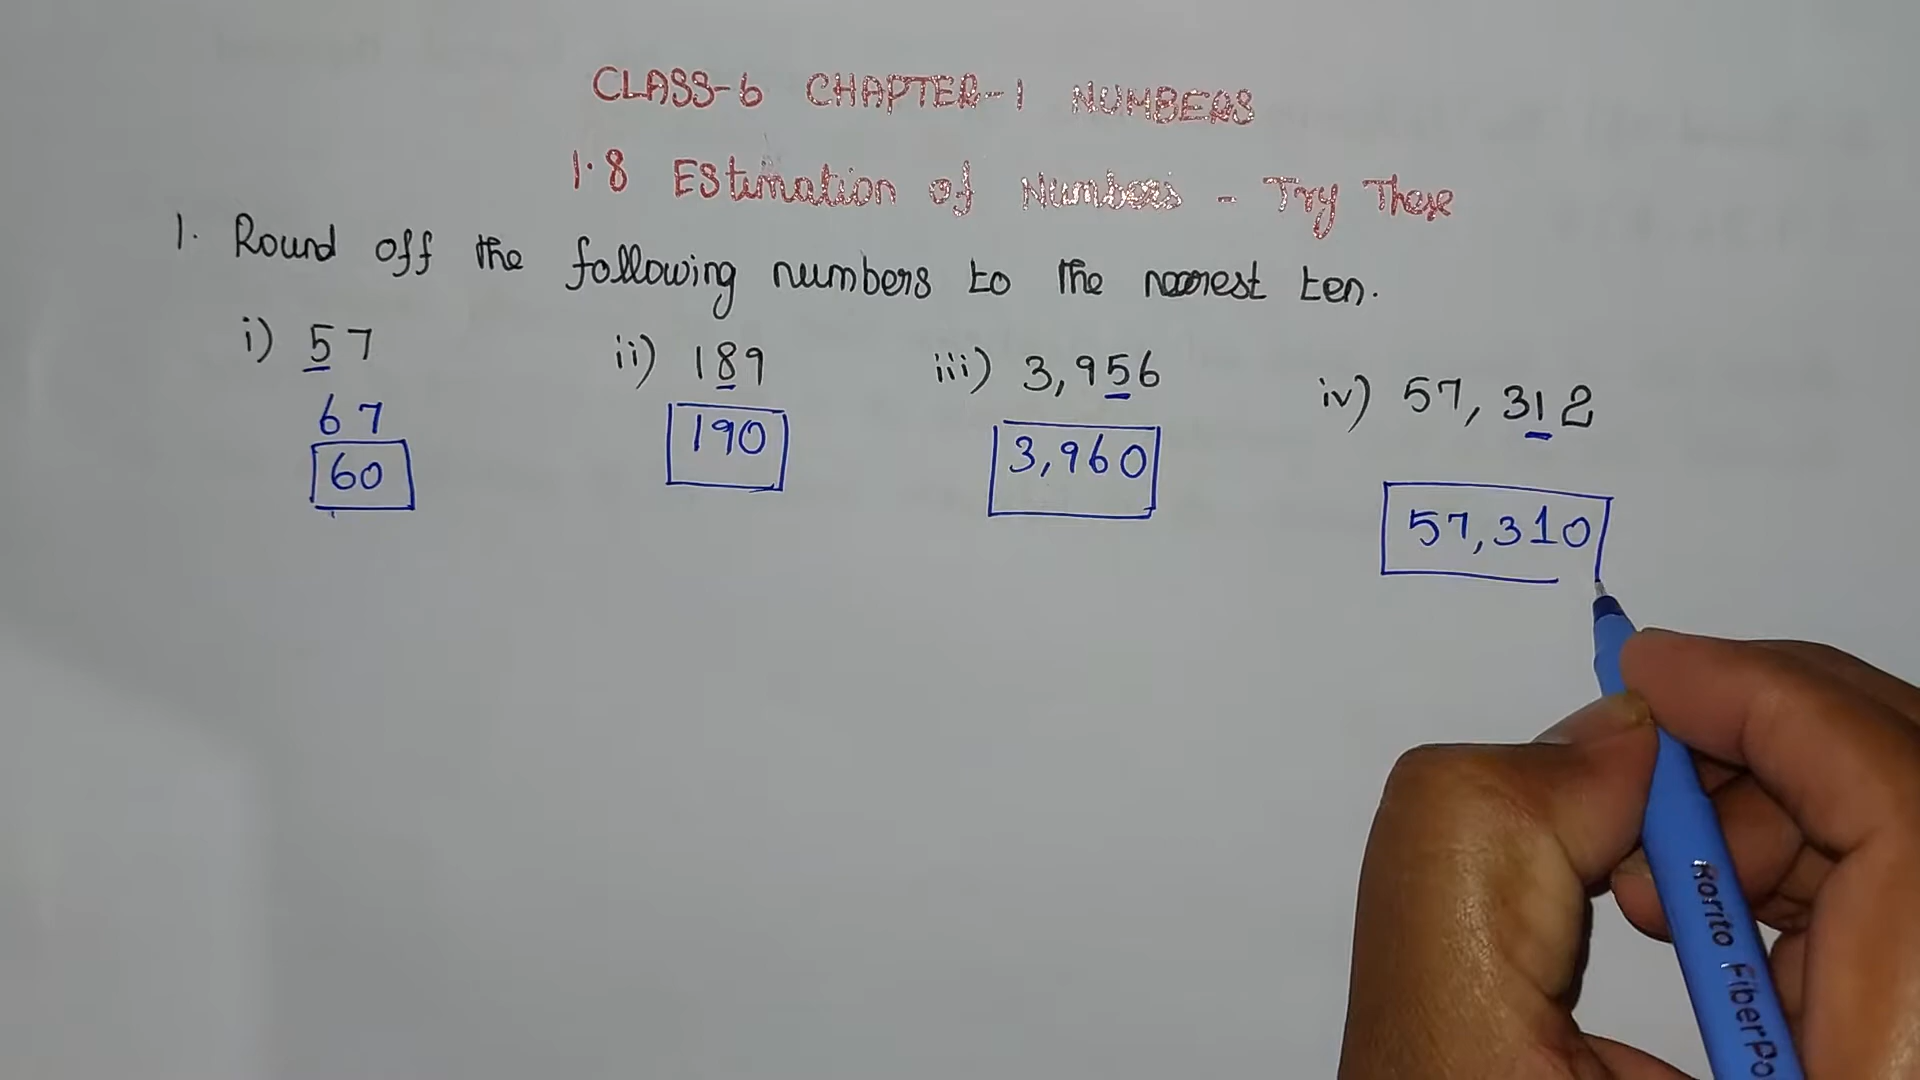 CLASS-6 CHAPTER-1 NUMBERS
1.8 Estimation of Numbers - Try These
1. Round off the following numbers to the nearest ten.
i) 57 ii) 189 iii) 3,956 iv) 57,312
67
60 190 3,960 57,310
Rorito FiberPo